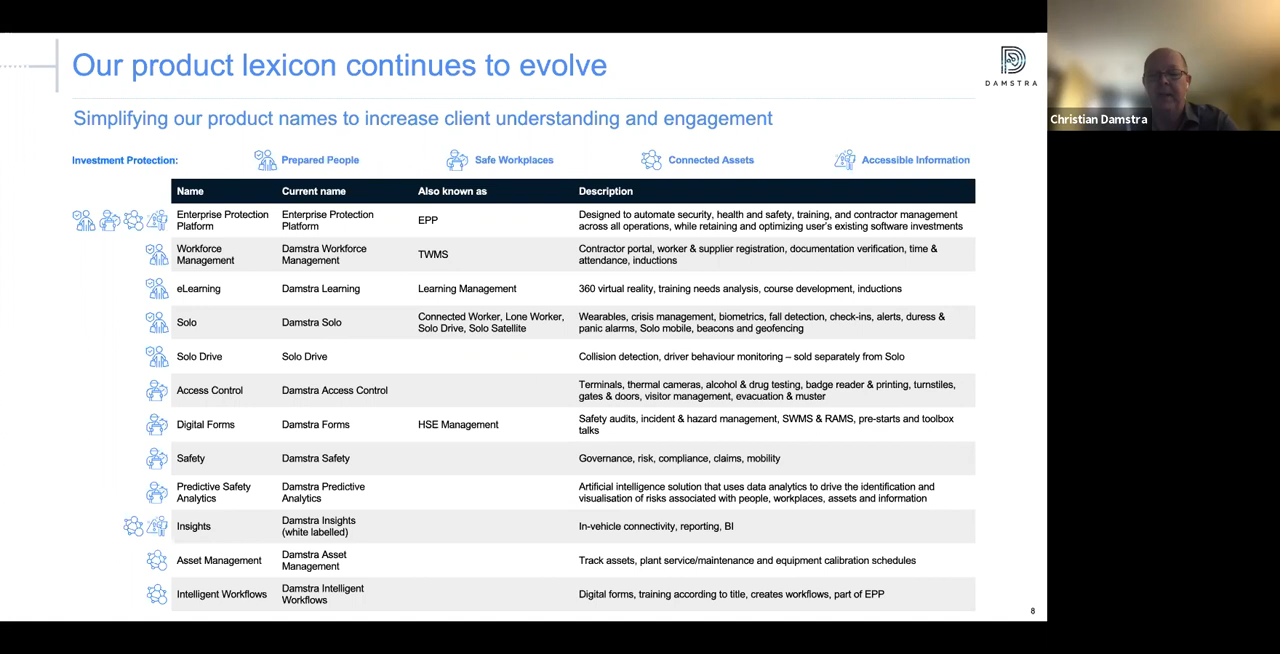 Our product lexicon continues to evolve
DAMSTRA
Christian Damstra
Simplifying our product names to increase client understanding and engagement
Investment Protection: Prepared People Safe Workplaces Connected Assets Accessible Information
Name Current name Also known as Description
Enterprise Protection Platform Enterprise Protection Platform EPP Designed to automate security, health and safety, training, and contractor management
across all operations, while retaining and optimizing user's existing software investments
Workforce Management Damstra Workforce Management TWMS Contractor portal, worker & supplier registration, documentation verification, time &
attendance, inductions
eLearning Damstra Learning Learning Management 360 virtual reality, training needs analysis, course development, inductions
Solo Damstra Solo Connected Worker, Lone Worker, Solo Drive, Solo Satellite Wearables, crisis management, biometrics, fall detection, check-ins, alerts, duress &
panic alarms, Solo mobile, beacons and geofencing
Solo Drive Solo Drive Collision detection, driver behaviour monitoring – sold separately from Solo
Access Control Damstra Access Control Terminals, thermal cameras, alcohol & drug testing, badge reader & printing, turnstiles,
gates & doors, visitor management, evacuation & muster
Digital Forms Damstra Forms HSE Management Safety audits, incident & hazard management, SWMS & RAMS, pre-starts and toolbox
talks
Safety Damstra Safety Governance, risk, compliance, claims, mobility
Predictive Safety Analytics Damstra Predictive Analytics Artificial intelligence solution that uses data analytics to drive the identification and
visualisation of risks associated with people, workplaces, assets and information
Insights Damstra Insights (white labelled) In-vehicle connectivity, reporting, BI
Asset Management Damstra Asset Management Track assets, plant service/maintenance and equipment calibration schedules
Intelligent Workflows Damstra Intelligent Workflows Digital forms, training according to title, creates workflows, part of EPP
8